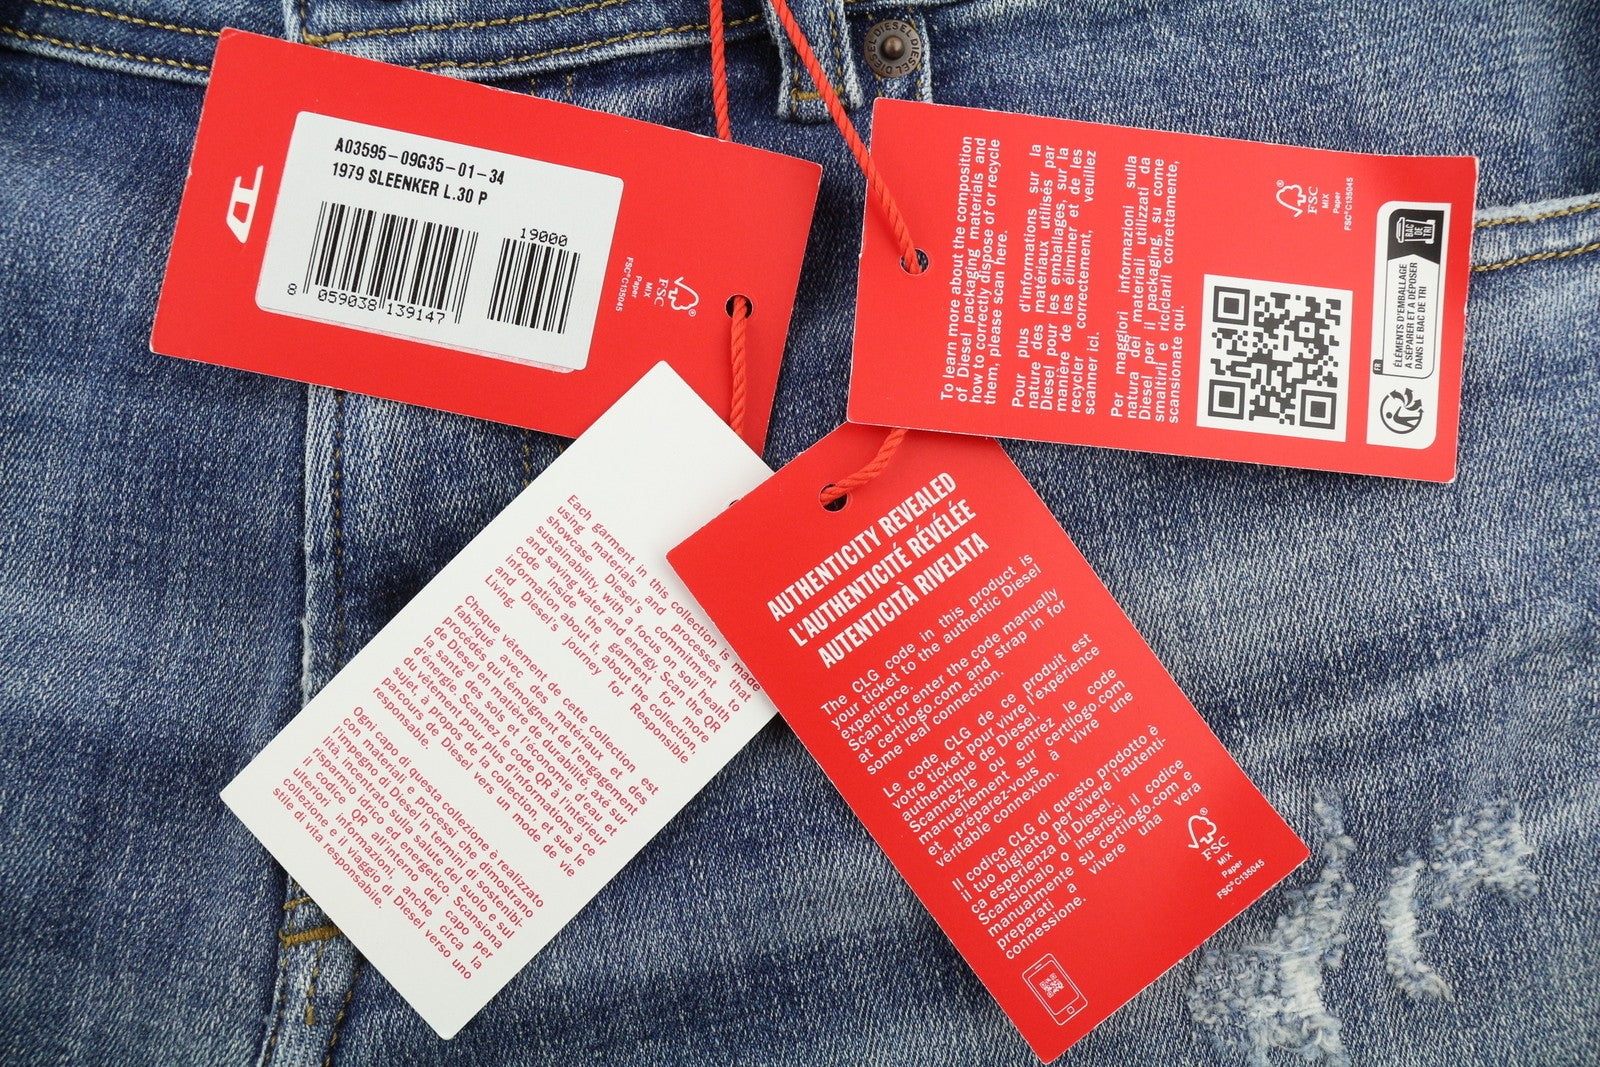 DIESEL DIESEL DIESEL
D
A03595-09G35-01-34
1979 SLEENKER L.30 P
19000
8 059038 139147
FSC®
MIX
Paper
FSC®C135045
To learn more about the composition
of Diesel packaging materials and
how to correctly dispose of or recycle
them, please scan here.
Pour plus d'informations sur la
nature des matériaux utilisés par
Diesel pour les emballages, sur la
manière de les éliminer et de les
recycler correctement, veuillez
scanner ici.
Per maggiori informazioni sulla
natura dei materiali utilizzati da
Diesel per il packaging, su come
smaltirli e riciclarli correttamente,
scansionate qui.
FSC®
MIX
Paper
FSC®C135045
FR
BAC
DE
TRI
ÉLÉMENTS D'EMBALLAGE
À SÉPARER ET À DÉPOSER
DANS LE BAC DE TRI
Each garment in this collection is made
using materials and processes that
showcase Diesel's commitment to
sustainability, with a focus on soil health
and saving water and energy. Scan the QR
code inside the garment for more
information about it, about the collection,
and Diesel's journey for Responsible
Living.
Chaque vêtement de cette collection est
fabriqué avec des matériaux et des
procédés qui témoignent de l'engagement
de Diesel en matière de durabilité, axé sur
la santé des sols et l'économie d'eau et
d'énergie. Scannez le code QR à l'intérieur
du vêtement pour plus d'informations à ce
sujet, à propos de la collection, et sur le
parcours de Diesel vers un mode de vie
responsable.
Ogni capo di questa collezione è realizzato
con materiali e processi che dimostrano
l'impegno di Diesel in termini di sostenibi-
lità, incentrato sulla salute del suolo e sul
risparmio idrico ed energetico. Scansiona
il codice QR all'interno del capo per
ulteriori informazioni, anche circa la
collezione e il viaggio di Diesel verso uno
stile di vita responsabile.
AUTHENTICITY REVEALED
L'AUTHENTICITÉ RÉVÉLÉE
AUTENTICITÀ RIVELATA
The CLG code in this product is
your ticket to the authentic Diesel
experience.
Scan it or enter the code manually
at certilogo.com and strap in for
some real connection.
Le code CLG de ce produit est
votre ticket pour vivre l'expérience
authentique de Diesel.
Scannez-le ou entrez le code
manuellement sur certilogo.com
et préparez-vous à vivre une
véritable connexion.
Il codice CLG di questo prodotto è
il tuo biglietto per vivere l'autenti-
ca esperienza di Diesel.
Scansionalo o inserisci il codice
manualmente su certilogo.com e
preparati a vivere una vera
connessione.
FSC®
MIX
Paper
FSC®C135045